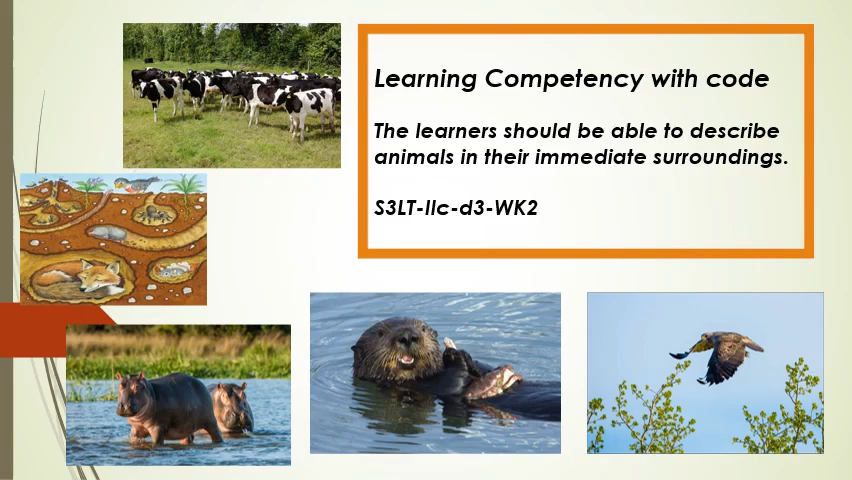 Learning Competency with code
The learners should be able to describe
animals in their immediate surroundings.
S3LT-IIc-d3-WK2